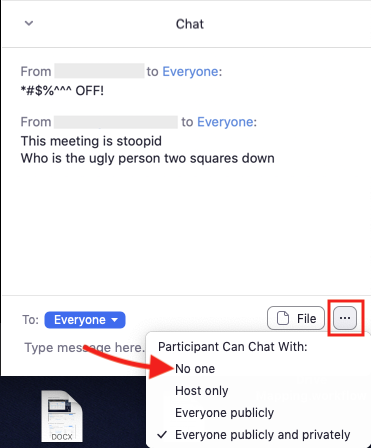 Chat
From to Everyone:
*#$%^^^ OFF!
From to Everyone:
This meeting is stoopid
Who is the ugly person two squares down
To: Everyone File ...
Type message here.
Participant Can Chat With:
No one
Host only
Everyone publicly
Everyone publicly and privately
DOCX